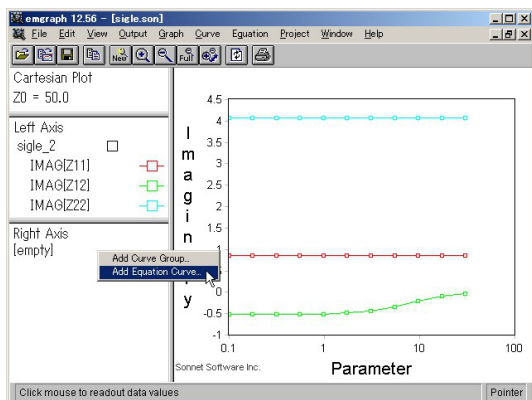 emgraph 12.56 - [sigle.son]
File Edit View Output Graph Curve Equation Project Window Help
New Full
Cartesian Plot
Z0 = 50.0
Left Axis
sigle_2
IMAG[Z11]
IMAG[Z12]
IMAG[Z22]
Right Axis
[empty]
Add Curve Group...
Add Equation Curve...
4.5
4
3.5
3
2.5
2
1.5
1
0
-0.5
-1
0.1 1 10 100
Sonnet Software Inc.
Parameter
Click mouse to readout data values
Pointer